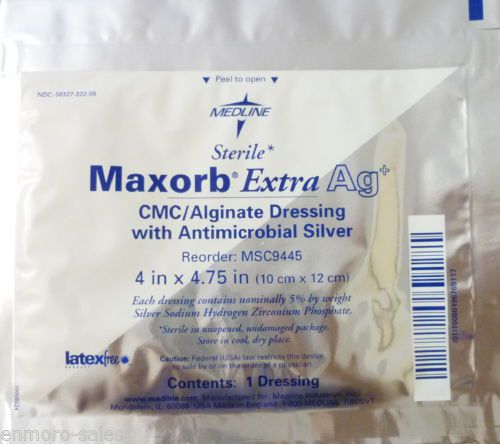 ▼ Peel to open ▼
NDC: 08327-322-09
MEDLINE
Sterile*
Maxorb® Extra Ag+
CMC/Alginate Dressing
with Antimicrobial Silver
Reorder: MSC9445
4 in x 4.75 in (10 cm x 12 cm)
Each dressing contains nominally 5% by weight
Silver Sodium Hydrogen Zirconium Phosphate.
*Sterile in unopened, undamaged package.
Store in cool, dry place.
latexfree
PRODUCT
Caution: Federal (USA) law restricts this device
to sale by or on the order of a physician.
Contents: 1 Dressing
www.medline.com Manufactured for: Medline Industries, Inc.
Mundelein, IL 60060 USA Made in England. 1-800-MEDLINE
enmoro-sales